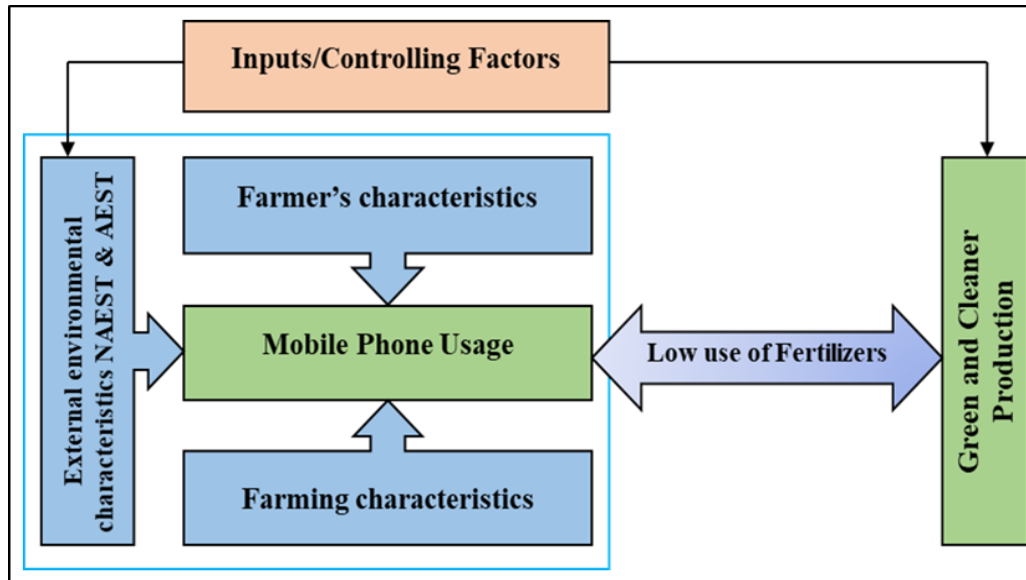 Inputs/Controlling Factors
External environmental
characteristics NAEST & AEST
Farmer’s characteristics
Mobile Phone Usage
Farming characteristics
Low use of Fertilizers
Green and Cleaner
Production